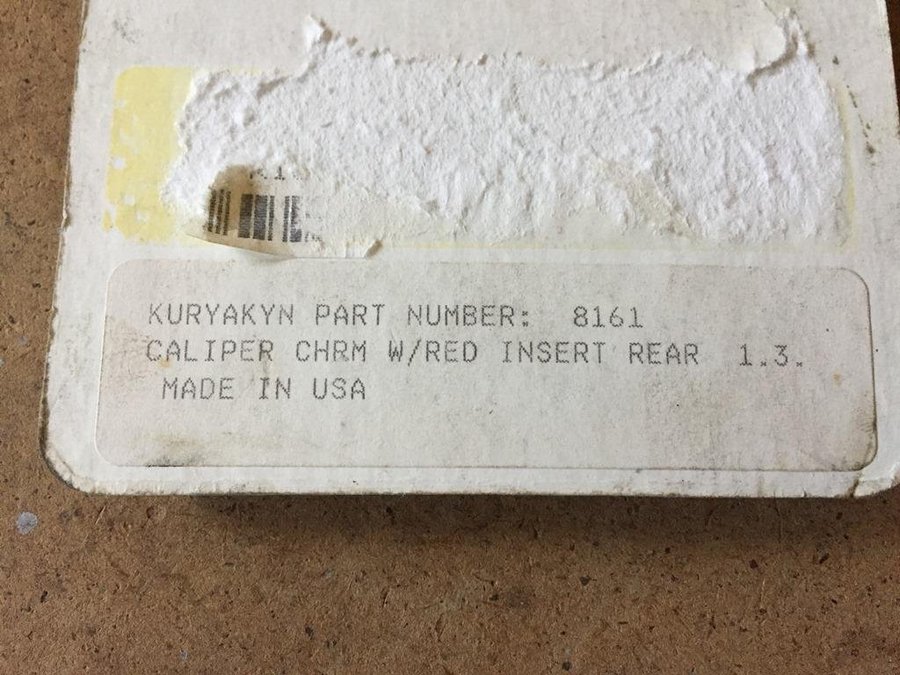 KURYAKYN PART NUMBER: 8161
CALIPER CHRM W/RED INSERT REAR 1.3.
MADE IN USA